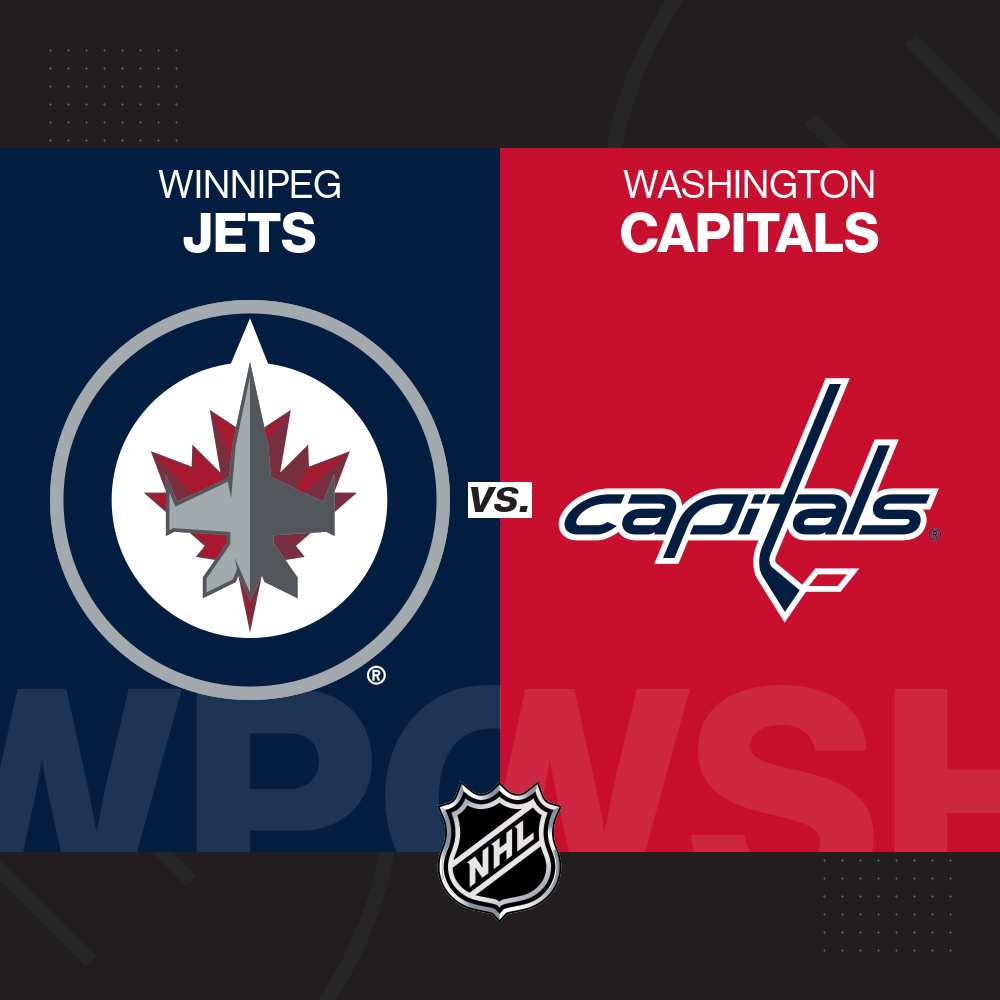 WINNIPEG
JETS
WASHINGTON
CAPITALS
vs.
capitals
®
®
WPG
WSH
NHL